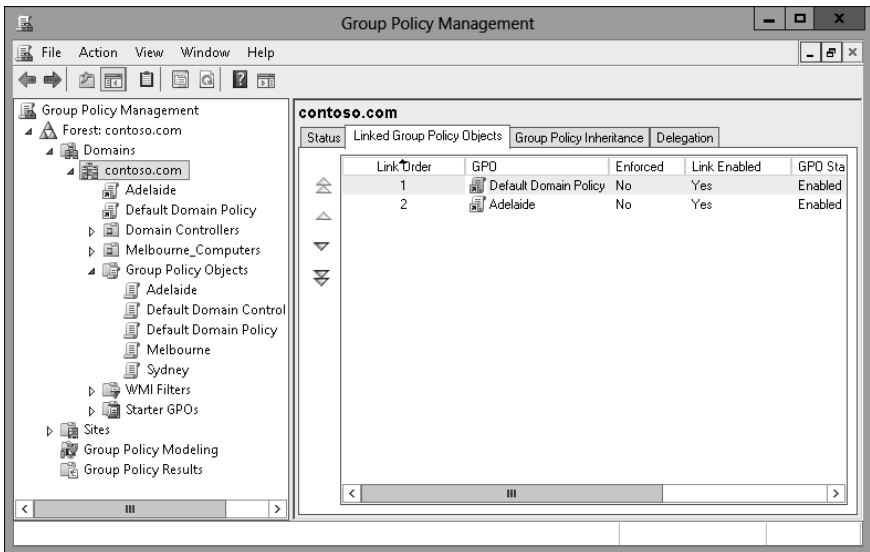 Group Policy Management
File Action View Window Help
Group Policy Management
Forest: contoso.com
Domains
contoso.com
Adelaide
Default Domain Policy
Domain Controllers
Melbourne_Computers
Group Policy Objects
Adelaide
Default Domain Control
Default Domain Policy
Melbourne
Sydney
WMI Filters
Starter GPOs
Sites
Group Policy Modeling
Group Policy Results
contoso.com
Status Linked Group Policy Objects Group Policy Inheritance Delegation
Link Order GPO Enforced Link Enabled GPO Sta
1 Default Domain Policy No Yes Enabled
2 Adelaide No Yes Enabled